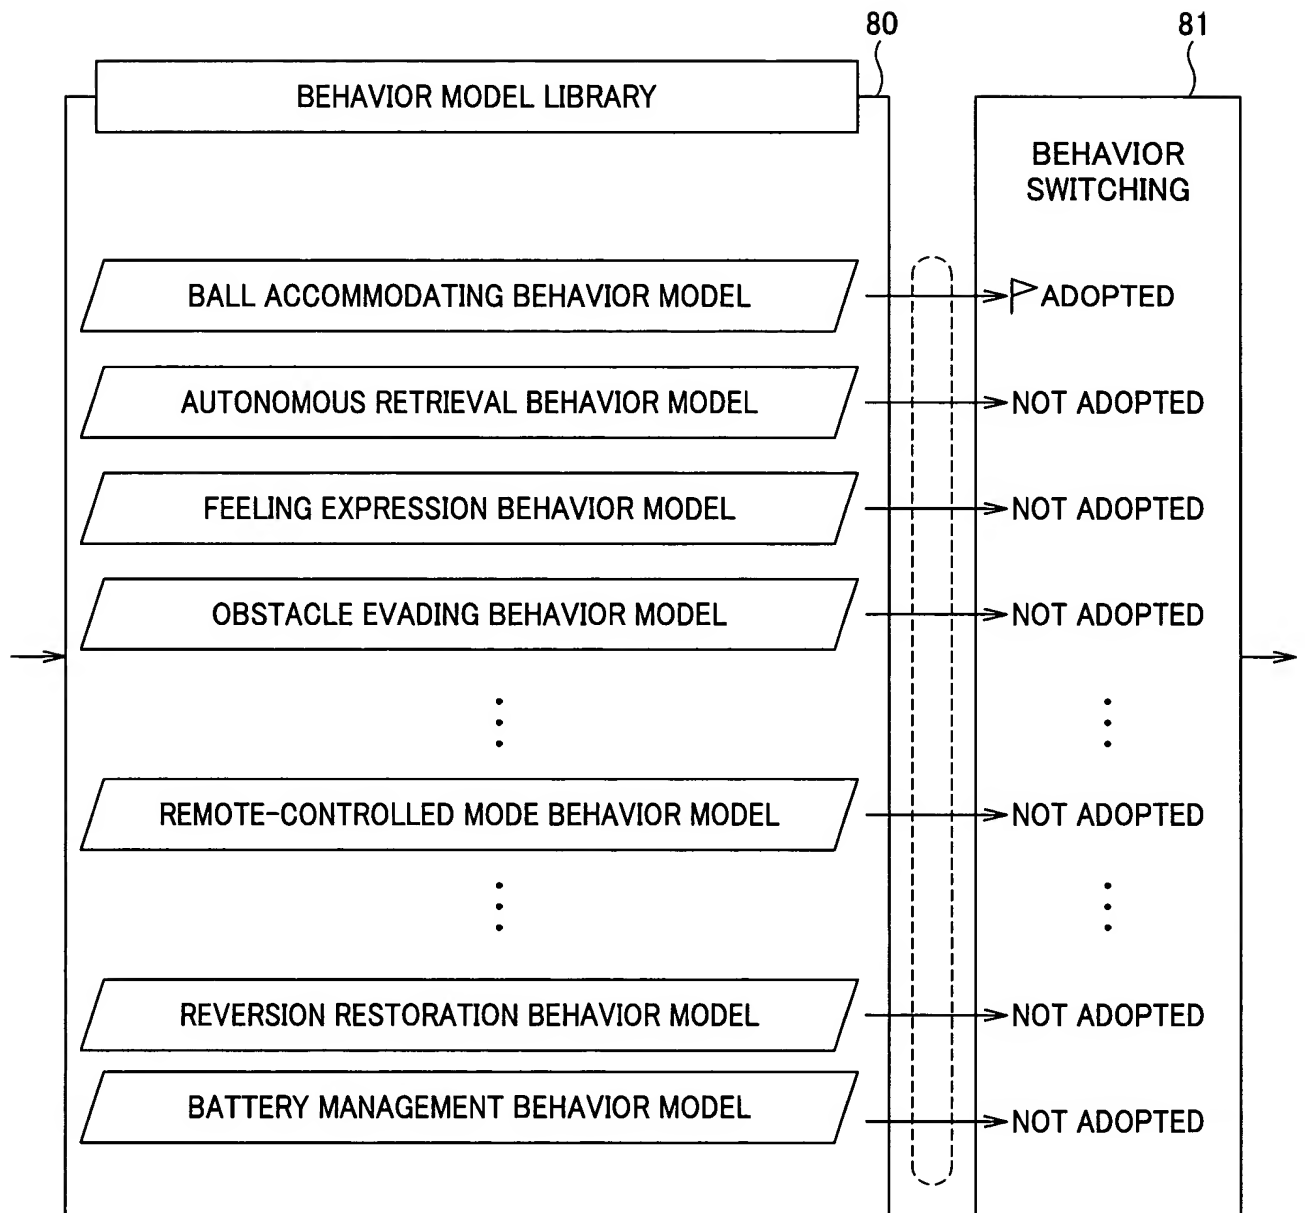 80
81
BEHAVIOR MODEL LIBRARY
BEHAVIOR
SWITCHING
BALL ACCOMMODATING BEHAVIOR MODEL
ADOPTED
AUTONOMOUS RETRIEVAL BEHAVIOR MODEL
NOT ADOPTED
FEELING EXPRESSION BEHAVIOR MODEL
NOT ADOPTED
OBSTACLE EVADING BEHAVIOR MODEL
NOT ADOPTED
REMOTE-CONTROLLED MODE BEHAVIOR MODEL
NOT ADOPTED
REVERSION RESTORATION BEHAVIOR MODEL
NOT ADOPTED
BATTERY MANAGEMENT BEHAVIOR MODEL
NOT ADOPTED